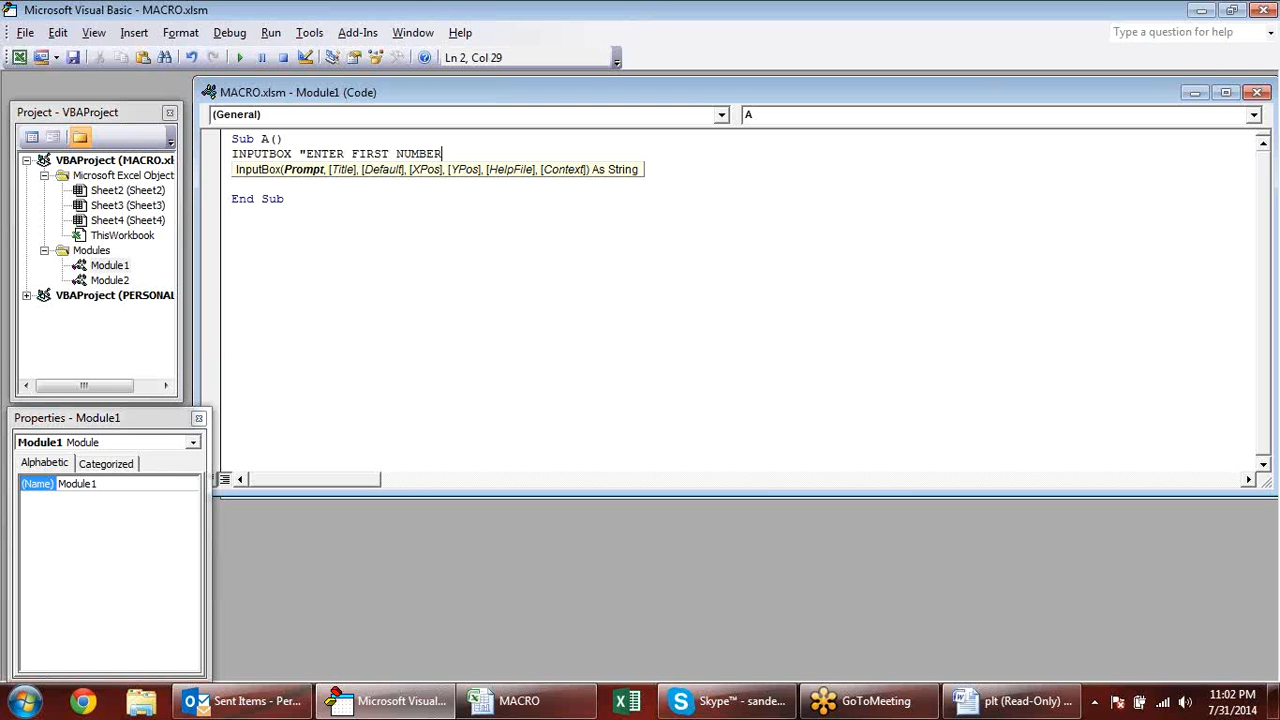 Microsoft Visual Basic - MACRO.xlsm
File Edit View Insert Format Debug Run Tools Add-Ins Window Help
Type a question for help
Ln 2, Col 29
Project - VBAProject
VBAProject (MACRO.xl
Microsoft Excel Object
Sheet2 (Sheet2)
Sheet3 (Sheet3)
Sheet4 (Sheet4)
ThisWorkbook
Modules
Module1
Module2
VBAProject (PERSONAL
MACRO.xlsm - Module1 (Code)
(General)
A
Sub A()
INPUTBOX "ENTER FIRST NUMBER
InputBox(Prompt, [Title], [Default], [XPos], [YPos], [HelpFile], [Context]) As String
End Sub
Properties - Module1
Module1 Module
Alphabetic Categorized
(Name) Module1
Sent Items - Per...
Microsoft Visual...
MACRO
Skype™ - sande...
GoToMeeting
plt (Read-Only) ...
11:02 PM
7/31/2014